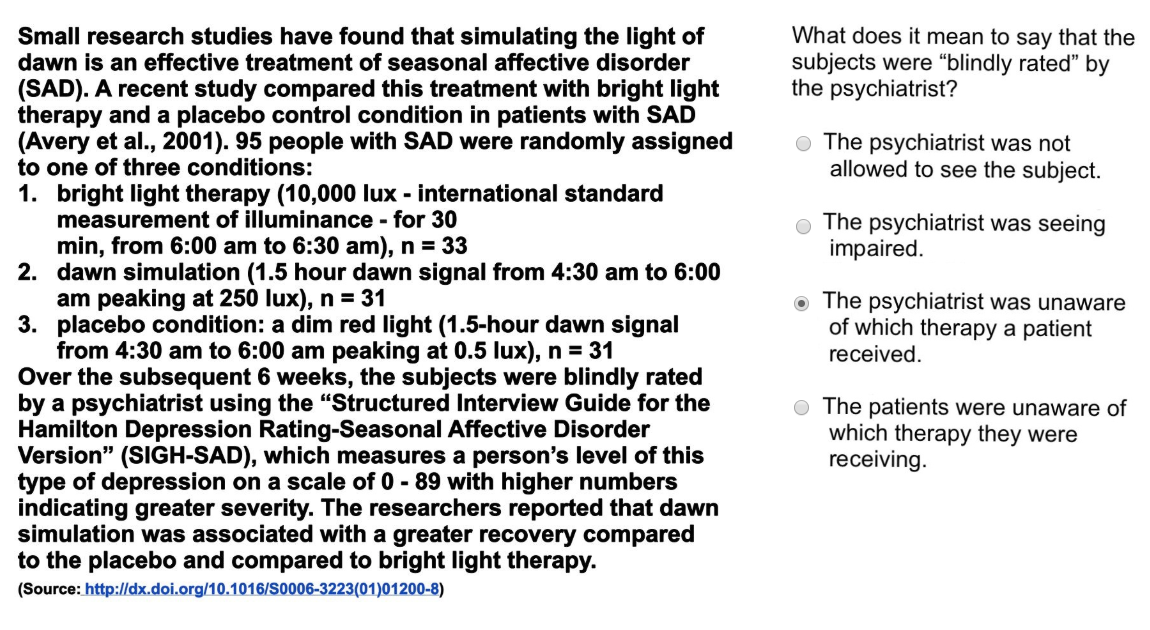 Small research studies have found that simulating the light of
dawn is an effective treatment of seasonal affective disorder
(SAD). A recent study compared this treatment with bright light
therapy and a placebo control condition in patients with SAD
(Avery et al., 2001). 95 people with SAD were randomly assigned
to one of three conditions:
1. bright light therapy (10,000 lux - international standard
measurement of illuminance - for 30
min, from 6:00 am to 6:30 am), n = 33
2. dawn simulation (1.5 hour dawn signal from 4:30 am to 6:00
am peaking at 250 lux), n = 31
3. placebo condition: a dim red light (1.5-hour dawn signal
from 4:30 am to 6:00 am peaking at 0.5 lux), n = 31
Over the subsequent 6 weeks, the subjects were blindly rated
by a psychiatrist using the “Structured Interview Guide for the
Hamilton Depression Rating-Seasonal Affective Disorder
Version” (SIGH-SAD), which measures a person’s level of this
type of depression on a scale of 0 - 89 with higher numbers
indicating greater severity. The researchers reported that dawn
simulation was associated with a greater recovery compared
to the placebo and compared to bright light therapy.
(Source: http://dx.doi.org/10.1016/S0006-3223(01)01200-8)
What does it mean to say that the
subjects were “blindly rated” by
the psychiatrist?
The psychiatrist was not
allowed to see the subject.
The psychiatrist was seeing
impaired.
The psychiatrist was unaware
of which therapy a patient
received.
The patients were unaware of
which therapy they were
receiving.